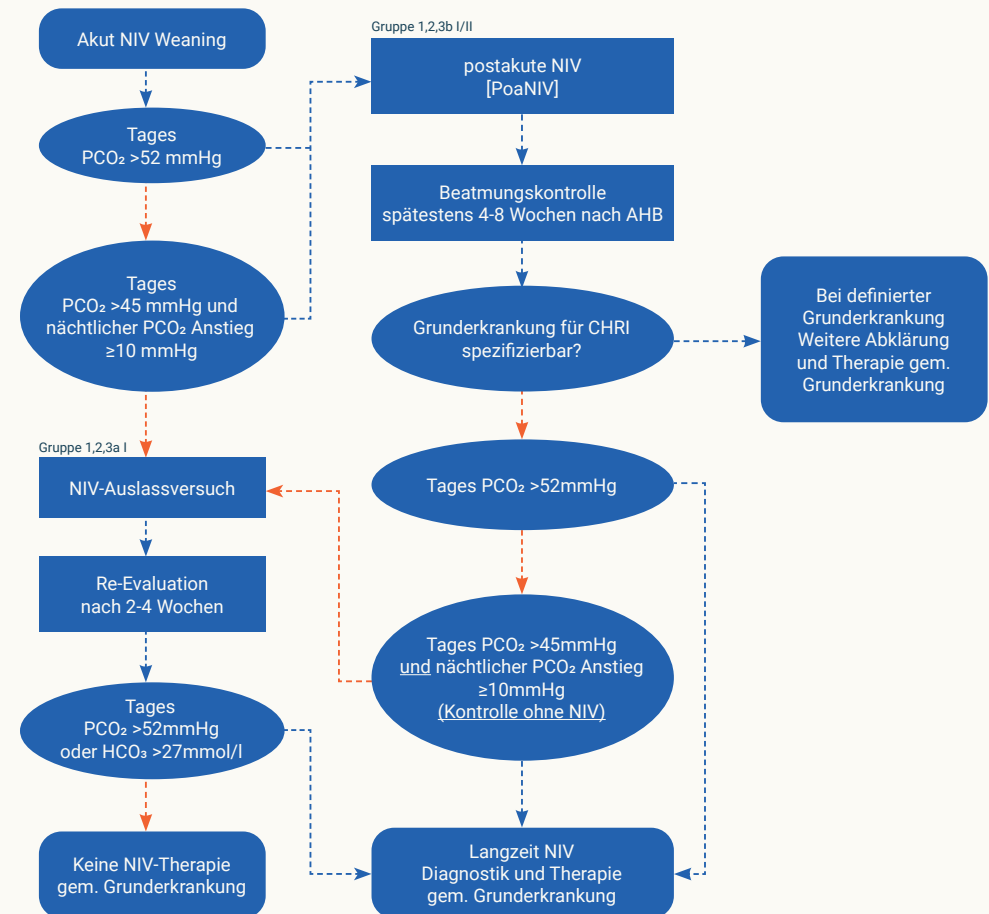 Akut NIV Weaning
Tages
PCO₂ >52 mmHg
Tages
PCO₂ >45 mmHg und
nächtlicher PCO₂ Anstieg
≥10 mmHg
Gruppe 1,2,3a I
NIV-Auslassversuch
Re-Evaluation
nach 2-4 Wochen
Tages
PCO₂ >52mmHg
oder HCO₃ >27mmol/l
Keine NIV-Therapie
gem. Grunderkrankung
Gruppe 1,2,3b I/II
postakute NIV
[PoaNIV]
Beatmungskontrolle
spätestens 4-8 Wochen nach AHB
Grunderkrankung für CHRI
spezifizierbar?
Tages PCO₂ >52mmHg
Tages PCO₂ >45mmHg
und nächtlicher PCO₂ Anstieg
≥10mmHg
(Kontrolle ohne NIV)
Langzeit NIV
Diagnostik und Therapie
gem. Grunderkrankung
Bei definierter
Grunderkrankung
Weitere Abklärung
und Therapie gem.
Grunderkrankung